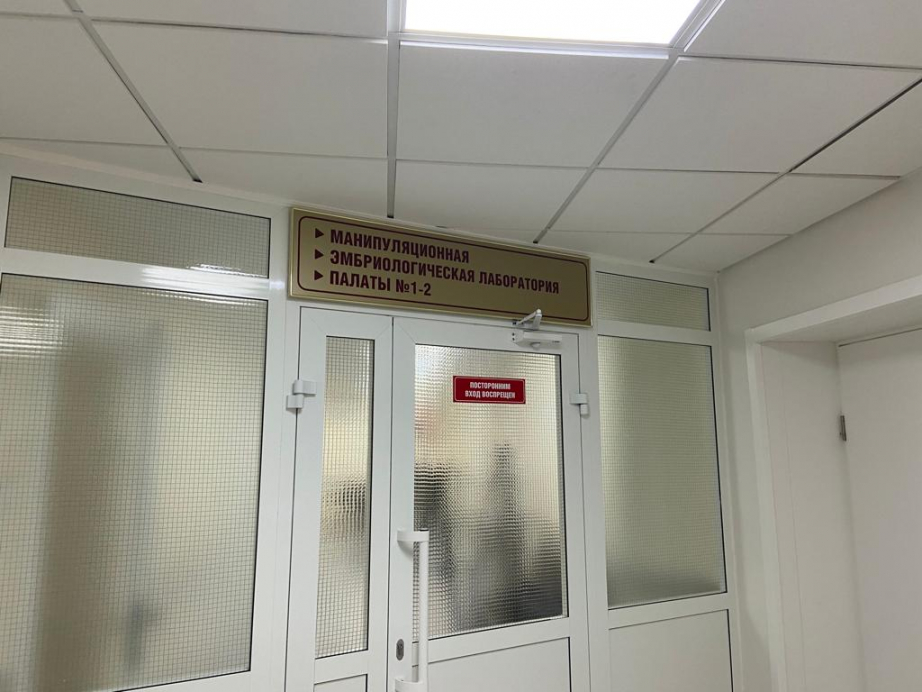 ▶ МАНИПУЛЯЦИОННАЯ
▶ ЭМБРИОЛОГИЧЕСКАЯ ЛАБОРАТОРИЯ
▶ ПАЛАТЫ №1-2
ПОСТОРОННИМ
ВХОД ВОСПРЕЩЕН